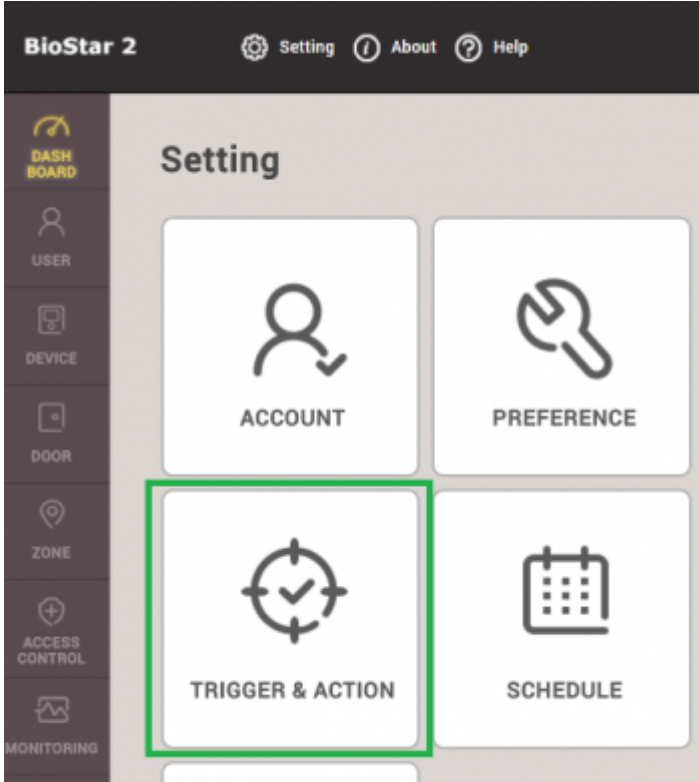 BioStar 2 Setting About Help
DASH
BOARD
USER
DEVICE
DOOR
ZONE
ACCESS
CONTROL
MONITORING
Setting
ACCOUNT PREFERENCE
TRIGGER & ACTION SCHEDULE